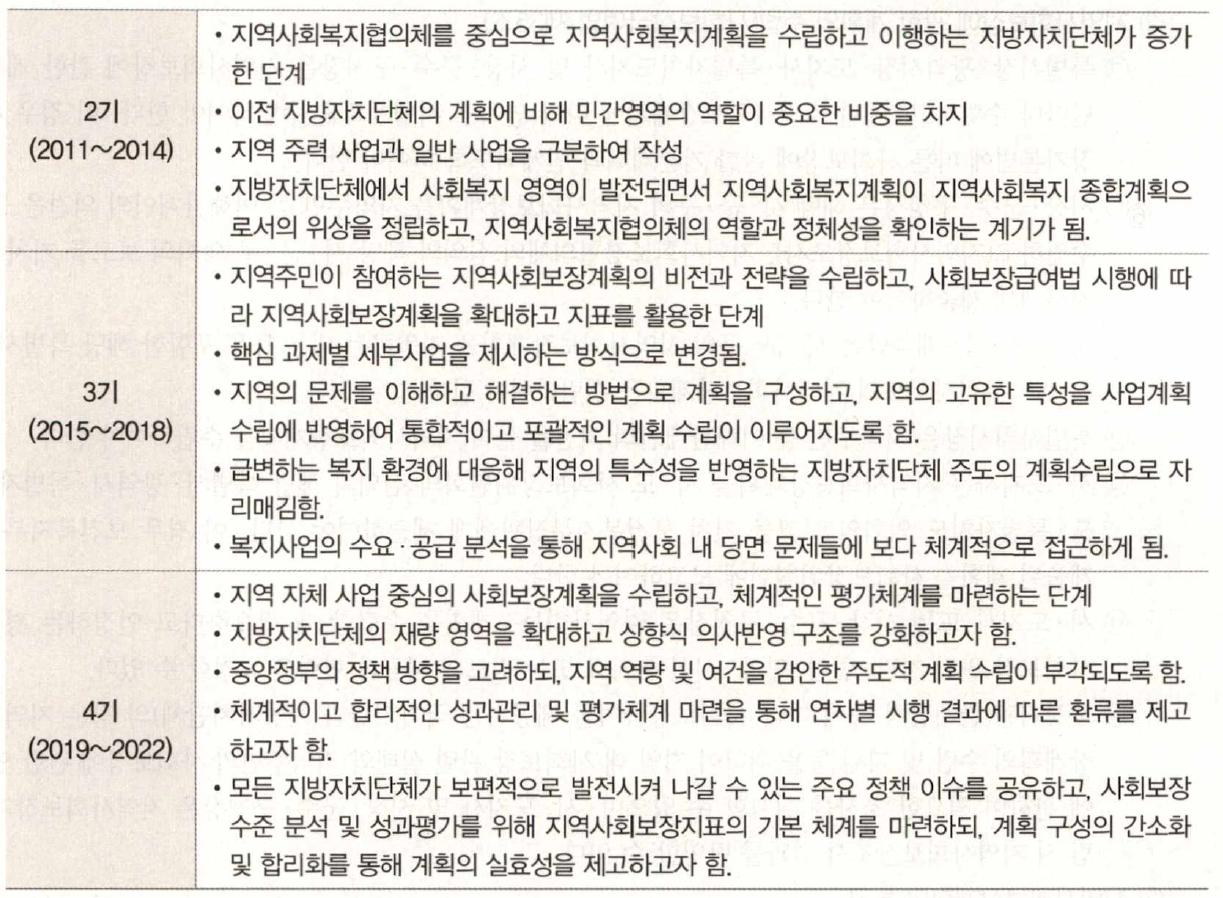 2기
(2011~2014)
• 지역사회복지협의체를 중심으로 지역사회복지계획을 수립하고 이행하는 지방자치단체가 증가
한 단계
• 이전 지방자치단체의 계획에 비해 민간영역의 역할이 중요한 비중을 차지
• 지역 주력 사업과 일반 사업을 구분하여 작성
• 지방자치단체에서 사회복지 영역이 발전되면서 지역사회복지계획이 지역사회복지 종합계획으
로서의 위상을 정립하고, 지역사회복지협의체의 역할과 정체성을 확인하는 계기가 됨.
3기
(2015~2018)
• 지역주민이 참여하는 지역사회보장계획의 비전과 전략을 수립하고, 사회보장급여법 시행에 따
라 지역사회보장계획을 확대하고 지표를 활용한 단계
• 핵심 과제별 세부사업을 제시하는 방식으로 변경됨.
• 지역의 문제를 이해하고 해결하는 방법으로 계획을 구성하고, 지역의 고유한 특성을 사업계획
수립에 반영하여 통합적이고 포괄적인 계획 수립이 이루어지도록 함.
• 급변하는 복지 환경에 대응해 지역의 특수성을 반영하는 지방자치단체 주도의 계획수립으로 자
리매김함.
• 복지사업의 수요·공급 분석을 통해 지역사회 내 당면 문제들에 보다 체계적으로 접근하게 됨.
4기
(2019~2022)
• 지역 자체 사업 중심의 사회보장계획을 수립하고, 체계적인 평가체계를 마련하는 단계
• 지방자치단체의 재량 영역을 확대하고 상향식 의사반영 구조를 강화하고자 함.
• 중앙정부의 정책 방향을 고려하되, 지역 역량 및 여건을 감안한 주도적 계획 수립이 부각되도록 함.
• 체계적이고 합리적인 성과관리 및 평가체계 마련을 통해 연차별 시행 결과에 따른 환류를 제고
하고자 함.
• 모든 지방자치단체가 보편적으로 발전시켜 나갈 수 있는 주요 정책 이슈를 공유하고, 사회보장
수준 분석 및 성과평가를 위해 지역사회보장지표의 기본 체계를 마련하되, 계획 구성의 간소화
및 합리화를 통해 계획의 실효성을 제고하고자 함.